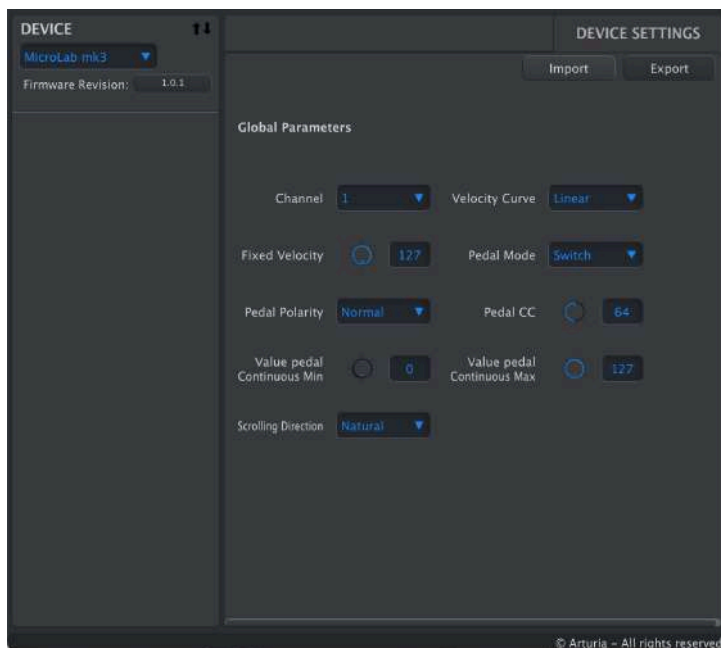 DEVICE
DEVICE SETTINGS
MicroLab mk3
Firmware Revision: 1.0.1
Import Export
Global Parameters
Channel 1 Velocity Curve Linear
Fixed Velocity 127 Pedal Mode Switch
Pedal Polarity Normal Pedal CC 64
Value pedal
Continuous Min 0
Value pedal
Continuous Max 127
Scrolling Direction Natural
© Arturia – All rights reserved